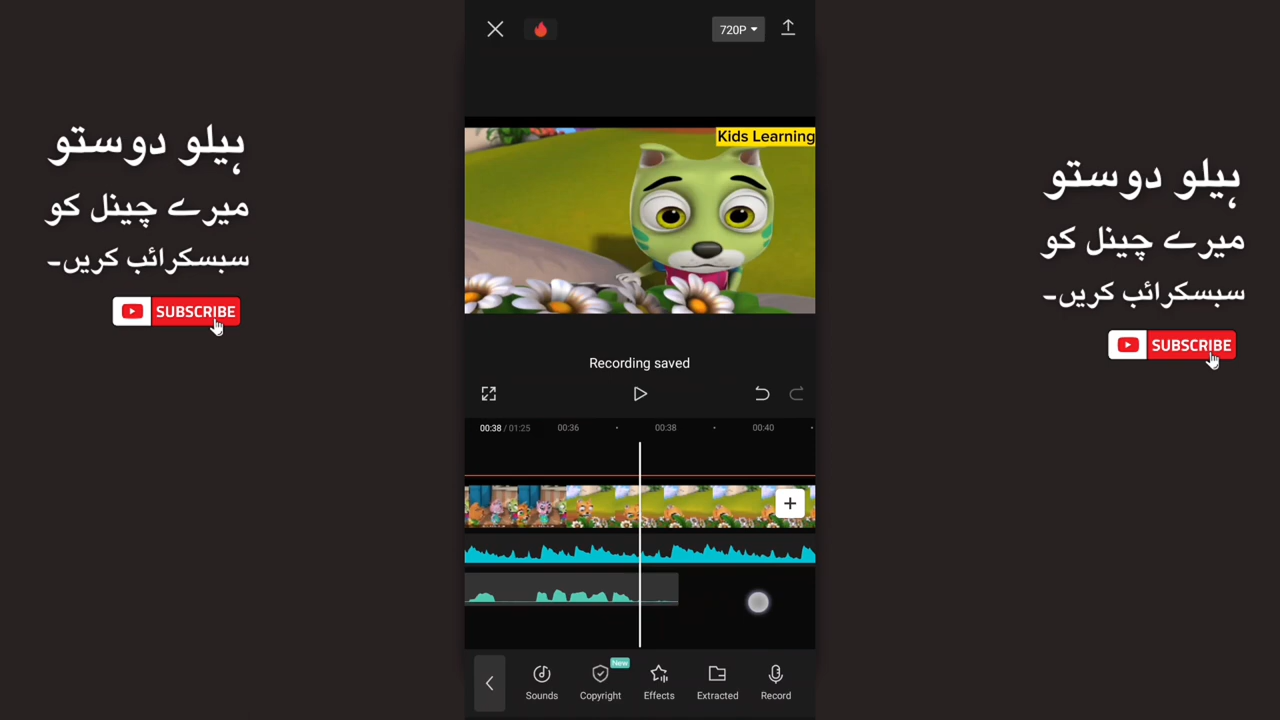 720P
Kids Learning
ہیلو دوستو
میرے چینل کو
سبسکرائب کریں۔
SUBSCRIBE
ہیلو دوستو
میرے چینل کو
سبسکرائب کریں۔
SUBSCRIBE
Recording saved
00:38 / 01:25 00:36 00:38 00:40
New
Sounds Copyright Effects Extracted Record